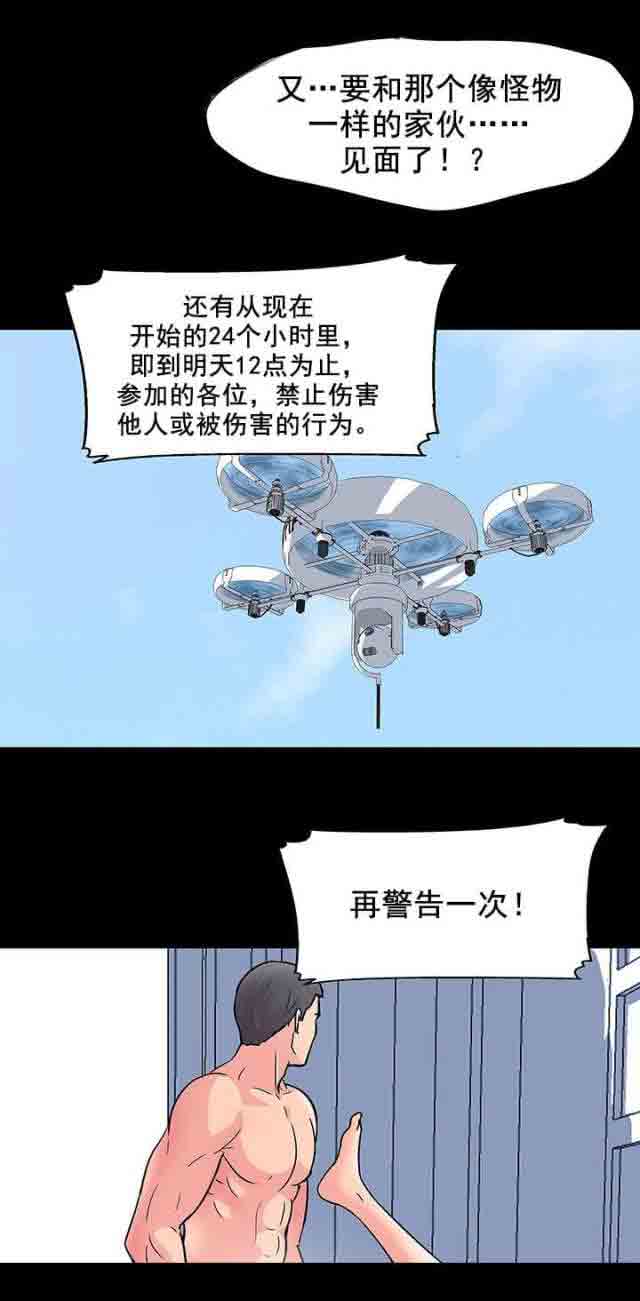 又…要和那个像怪物
一样的家伙……
见面了！？
还有从现在
开始的24个小时里，
即到明天12点为止，
参加的各位，禁止伤害
他人或被伤害的行为。
再警告一次！